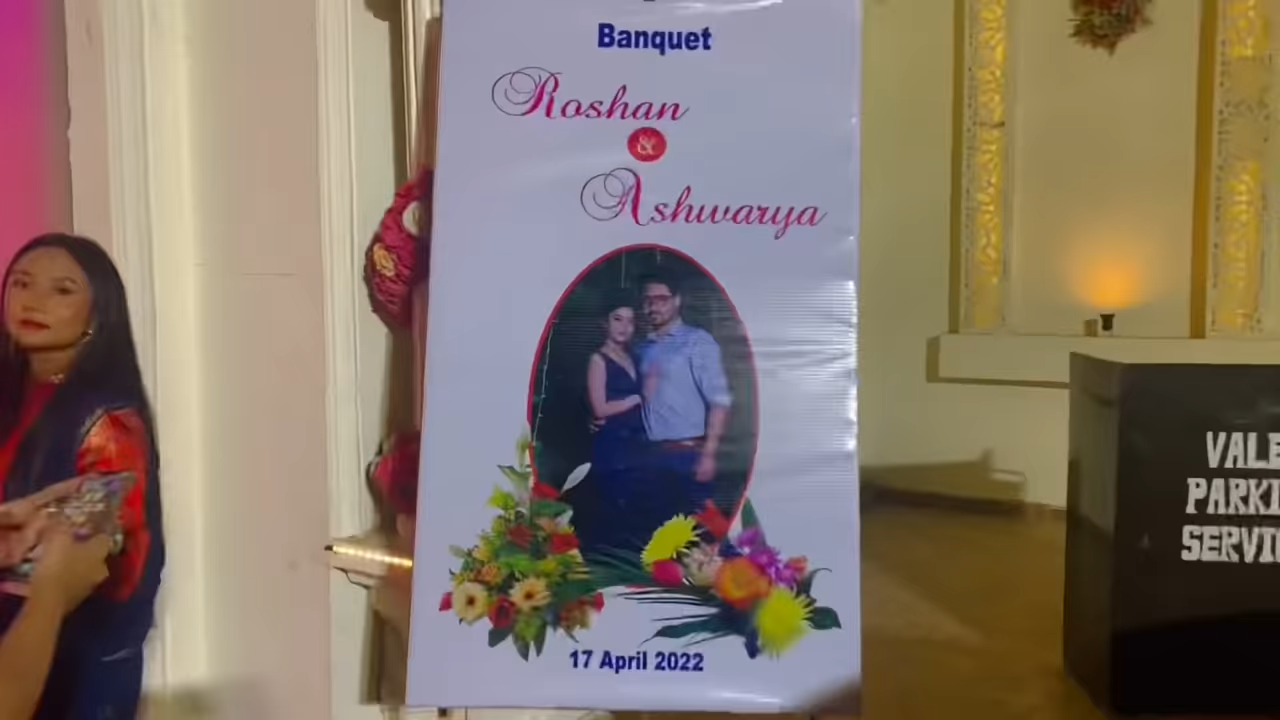 Banquet
Roshan
&
Ashwarya
17 April 2022
VALE
PARKI
SERVI